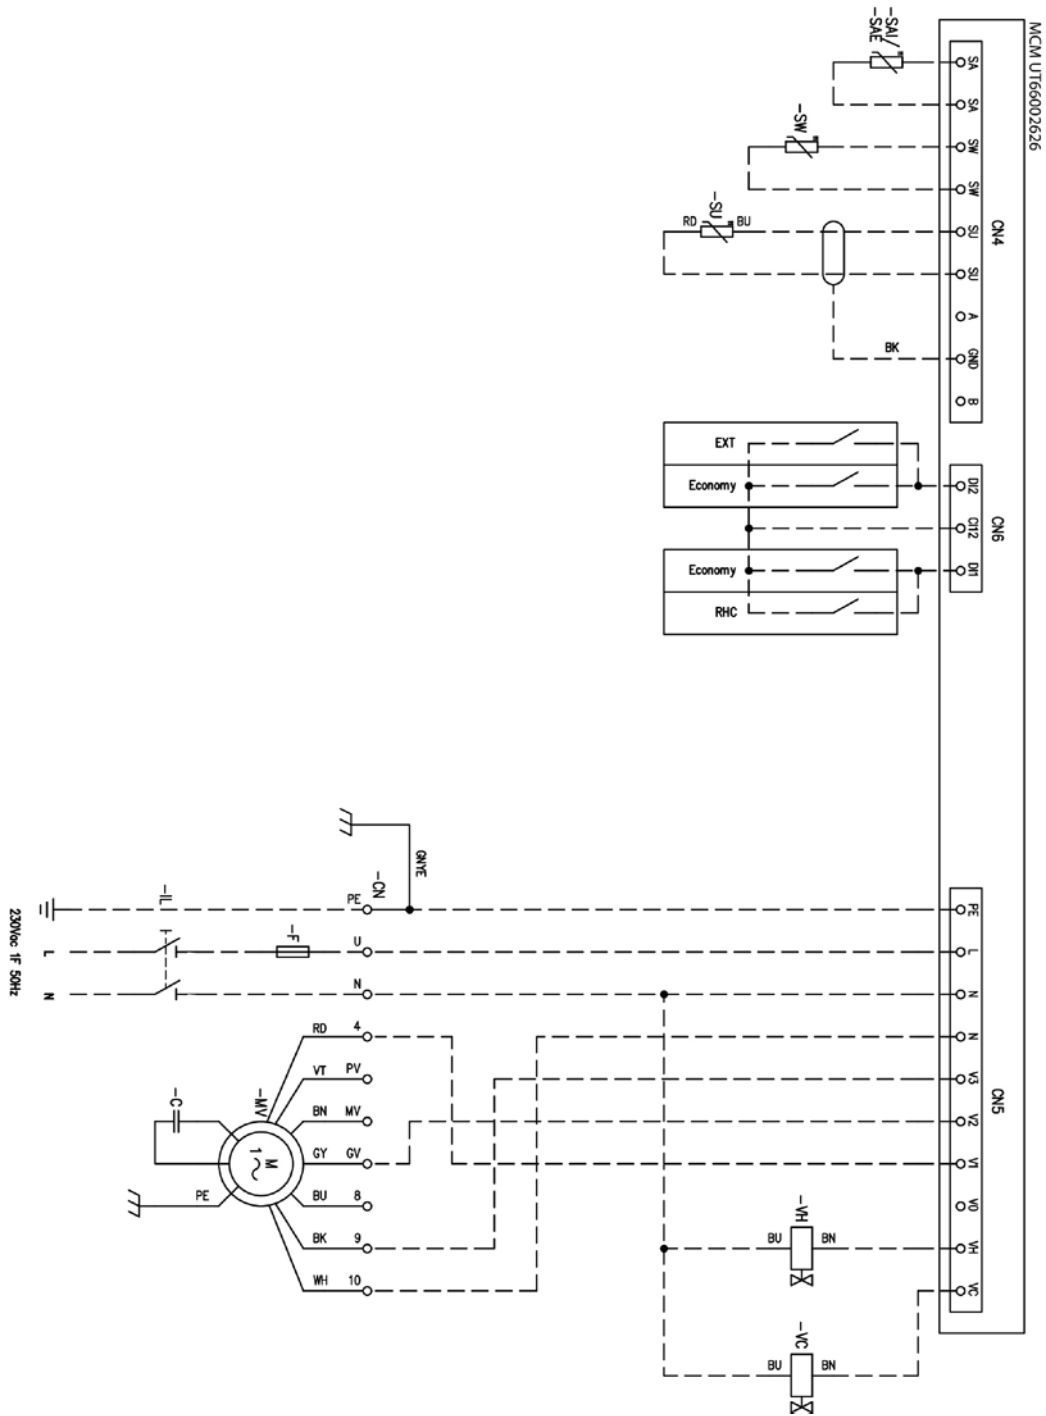 MCM UT66002626
-SAI/
-SAE
SA
SA
-SW
SW
SW
CN4
-SU
RD
BU
SU
SU
A
BK
GND
B
EXT
Economy
DI2
CI12
CN6
Economy
DI1
RHC
GNYE
-CN
-IL
PE
PE
-F
L
U
L
230Vac 1F 50Hz
N
N
N
RD 4
N
VT PV
V3
CN5
-C
-MV
BN MV
V2
M
1
GY GV
V1
PE
BU 8
V0
-VH
BK 9
BU
BN
VH
WH 10
VC
-VC
BU
BN